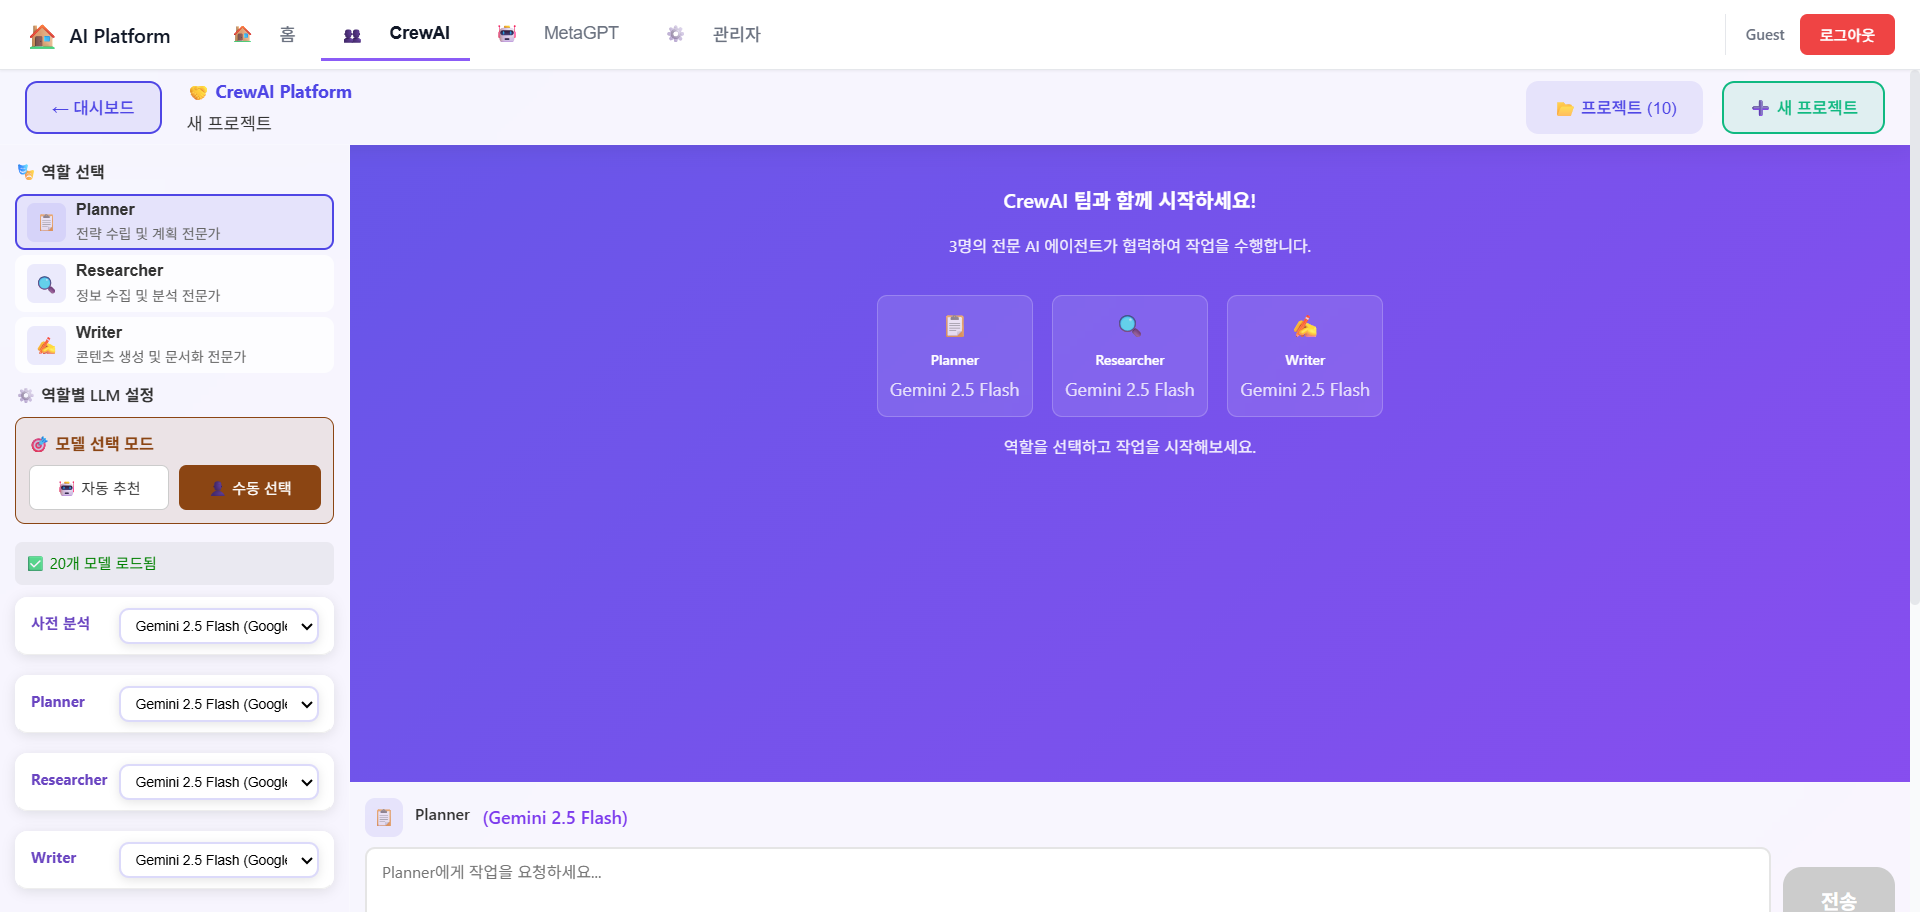 AI Platform
홈
CrewAI
MetaGPT
관리자
Guest
로그아웃
← 대시보드
CrewAI Platform
새 프로젝트
프로젝트 (10)
새 프로젝트
역할 선택
Planner
전략 수립 및 계획 전문가
Researcher
정보 수집 및 분석 전문가
Writer
콘텐츠 생성 및 문서화 전문가
역할별 LLM 설정
모델 선택 모드
자동 추천
수동 선택
20개 모델 로드됨
사전 분석
Gemini 2.5 Flash (Google
Planner
Gemini 2.5 Flash (Google
Researcher
Gemini 2.5 Flash (Google
Writer
Gemini 2.5 Flash (Google
CrewAI 팀과 함께 시작하세요!
3명의 전문 AI 에이전트가 협력하여 작업을 수행합니다.
Planner
Gemini 2.5 Flash
Researcher
Gemini 2.5 Flash
Writer
Gemini 2.5 Flash
역할을 선택하고 작업을 시작해보세요.
Planner (Gemini 2.5 Flash)
Planner에게 작업을 요청하세요...
전송